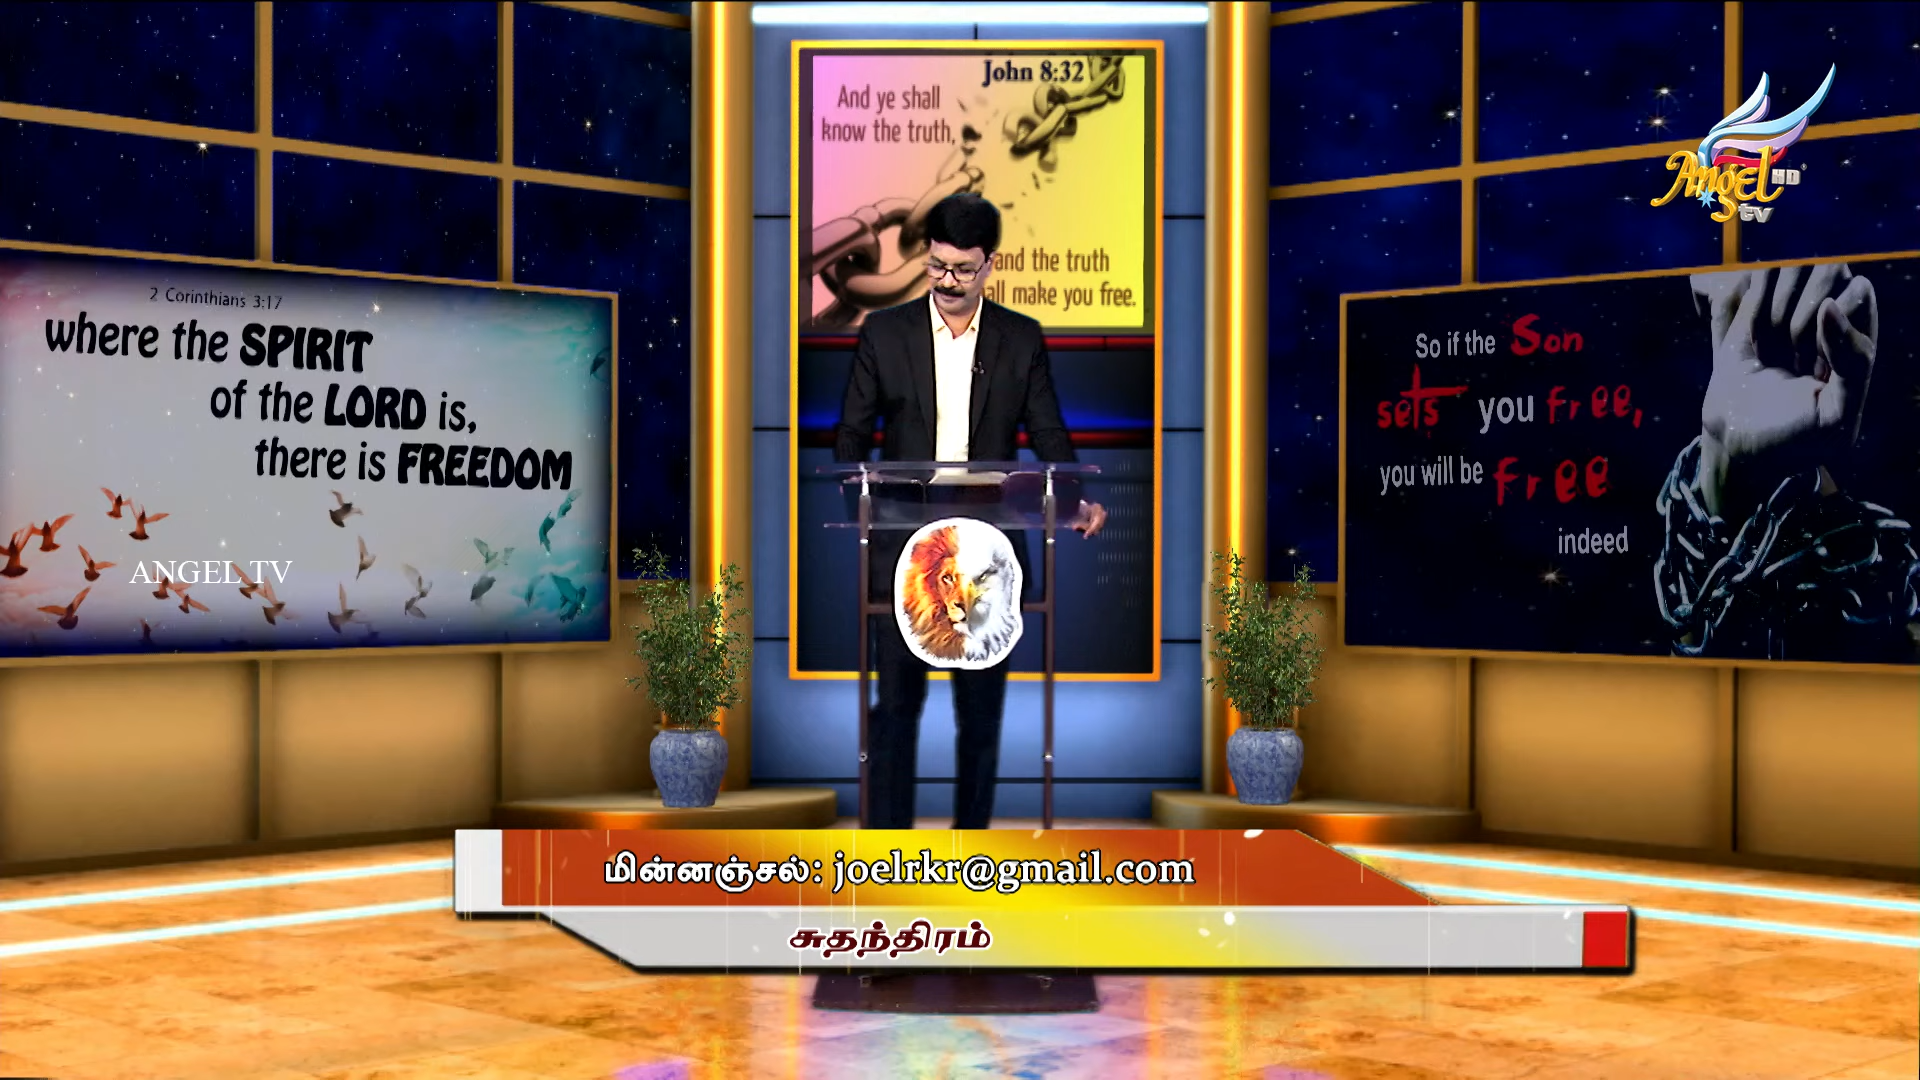 John 8:32
And ye shall
know the truth,
and the truth
all make you free.
Angel HD
tv
2 Corinthians 3:17
where the SPIRIT
of the LORD is,
there is FREEDOM
ANGEL TV
So if the Son
sets you free,
you will be free
indeed
மின்னஞ்சல்: joelrkr@gmail.com
சுதந்திரம்